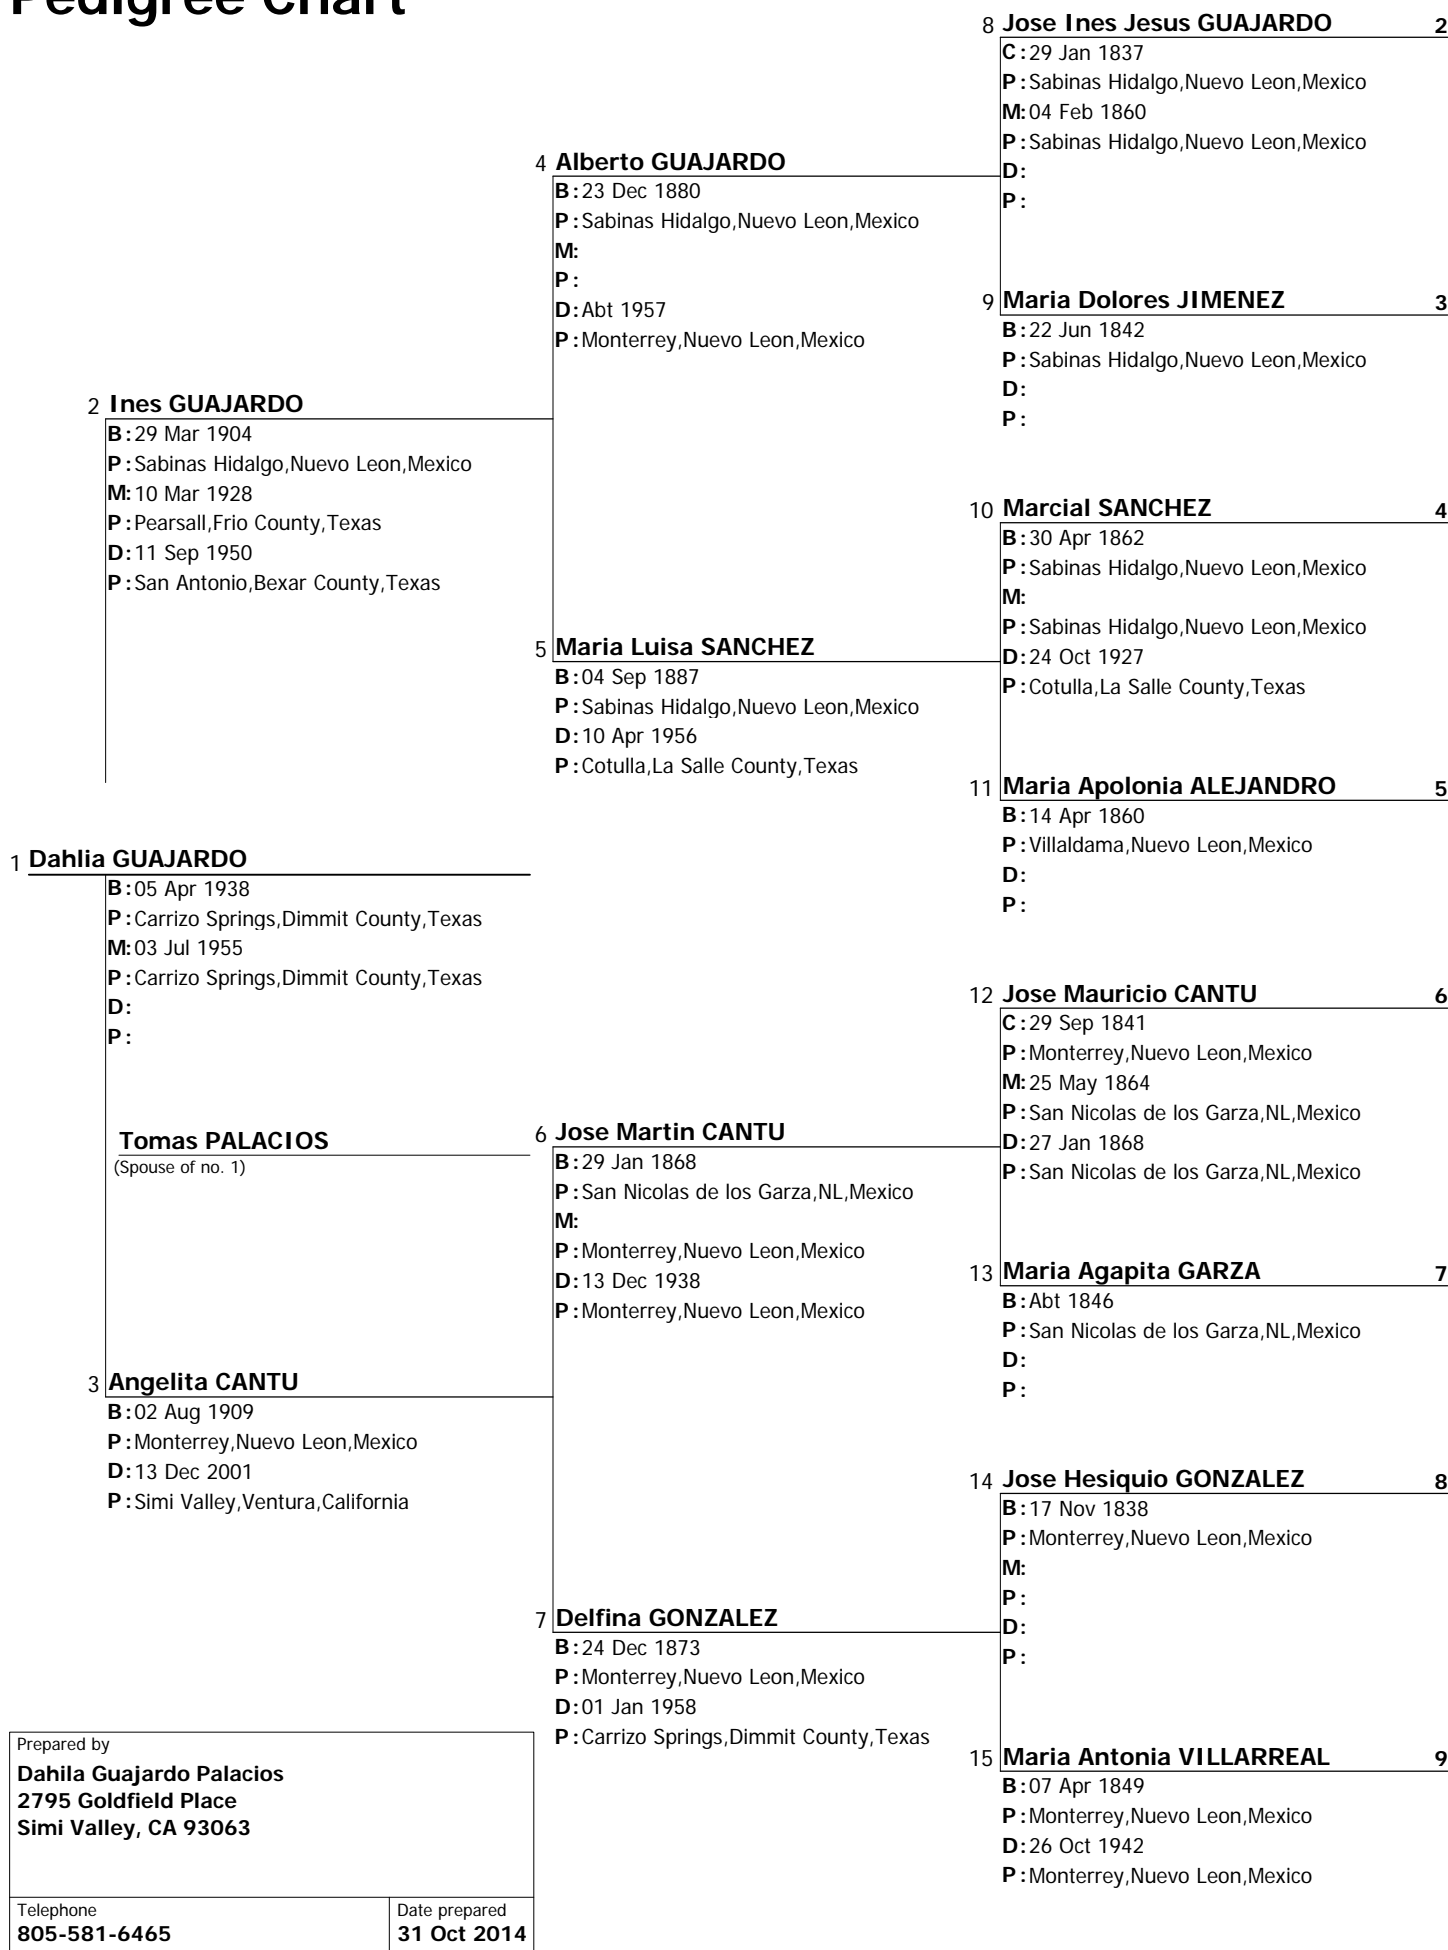 Pedigree Chart
8 Jose Ines Jesus GUAJARDO 2
C: 29 Jan 1837
P: Sabinas Hidalgo,Nuevo Leon,Mexico
M: 04 Feb 1860
P: Sabinas Hidalgo,Nuevo Leon,Mexico
D:
P:
4 Alberto GUAJARDO
B: 23 Dec 1880
P: Sabinas Hidalgo,Nuevo Leon,Mexico
M:
P:
D: Abt 1957
P: Monterrey,Nuevo Leon,Mexico
9 Maria Dolores JIMENEZ 3
B: 22 Jun 1842
P: Sabinas Hidalgo,Nuevo Leon,Mexico
D:
P:
2 Ines GUAJARDO
B: 29 Mar 1904
P: Sabinas Hidalgo,Nuevo Leon,Mexico
M: 10 Mar 1928
P: Pearsall,Frio County,Texas
D: 11 Sep 1950
P: San Antonio,Bexar County,Texas
10 Marcial SANCHEZ 4
B: 30 Apr 1862
P: Sabinas Hidalgo,Nuevo Leon,Mexico
M:
P: Sabinas Hidalgo,Nuevo Leon,Mexico
D: 24 Oct 1927
P: Cotulla,La Salle County,Texas
5 Maria Luisa SANCHEZ
B: 04 Sep 1887
P: Sabinas Hidalgo,Nuevo Leon,Mexico
D: 10 Apr 1956
P: Cotulla,La Salle County,Texas
11 Maria Apolonia ALEJANDRO 5
B: 14 Apr 1860
P: Villaldama,Nuevo Leon,Mexico
D:
P:
1 Dahlia GUAJARDO
B: 05 Apr 1938
P: Carrizo Springs,Dimmit County,Texas
M: 03 Jul 1955
P: Carrizo Springs,Dimmit County,Texas
D:
P:
Tomas PALACIOS
(Spouse of no. 1)
12 Jose Mauricio CANTU 6
C: 29 Sep 1841
P: Monterrey,Nuevo Leon,Mexico
M: 25 May 1864
P: San Nicolas de los Garza,NL,Mexico
D: 27 Jan 1868
P: San Nicolas de los Garza,NL,Mexico
6 Jose Martin CANTU
B: 29 Jan 1868
P: San Nicolas de los Garza,NL,Mexico
M:
P: Monterrey,Nuevo Leon,Mexico
D: 13 Dec 1938
P: Monterrey,Nuevo Leon,Mexico
13 Maria Agapita GARZA 7
B: Abt 1846
P: San Nicolas de los Garza,NL,Mexico
D:
P:
3 Angelita CANTU
B: 02 Aug 1909
P: Monterrey,Nuevo Leon,Mexico
D: 13 Dec 2001
P: Simi Valley,Ventura,California
14 Jose Hesiquio GONZALEZ 8
B: 17 Nov 1838
P: Monterrey,Nuevo Leon,Mexico
M:
P:
D:
P:
7 Delfina GONZALEZ
B: 24 Dec 1873
P: Monterrey,Nuevo Leon,Mexico
D: 01 Jan 1958
P: Carrizo Springs,Dimmit County,Texas
15 Maria Antonia VILLARREAL 9
B: 07 Apr 1849
P: Monterrey,Nuevo Leon,Mexico
D: 26 Oct 1942
P: Monterrey,Nuevo Leon,Mexico
Prepared by
Dahila Guajardo Palacios
2795 Goldfield Place
Simi Valley, CA 93063
Telephone
805-581-6465
Date prepared
31 Oct 2014